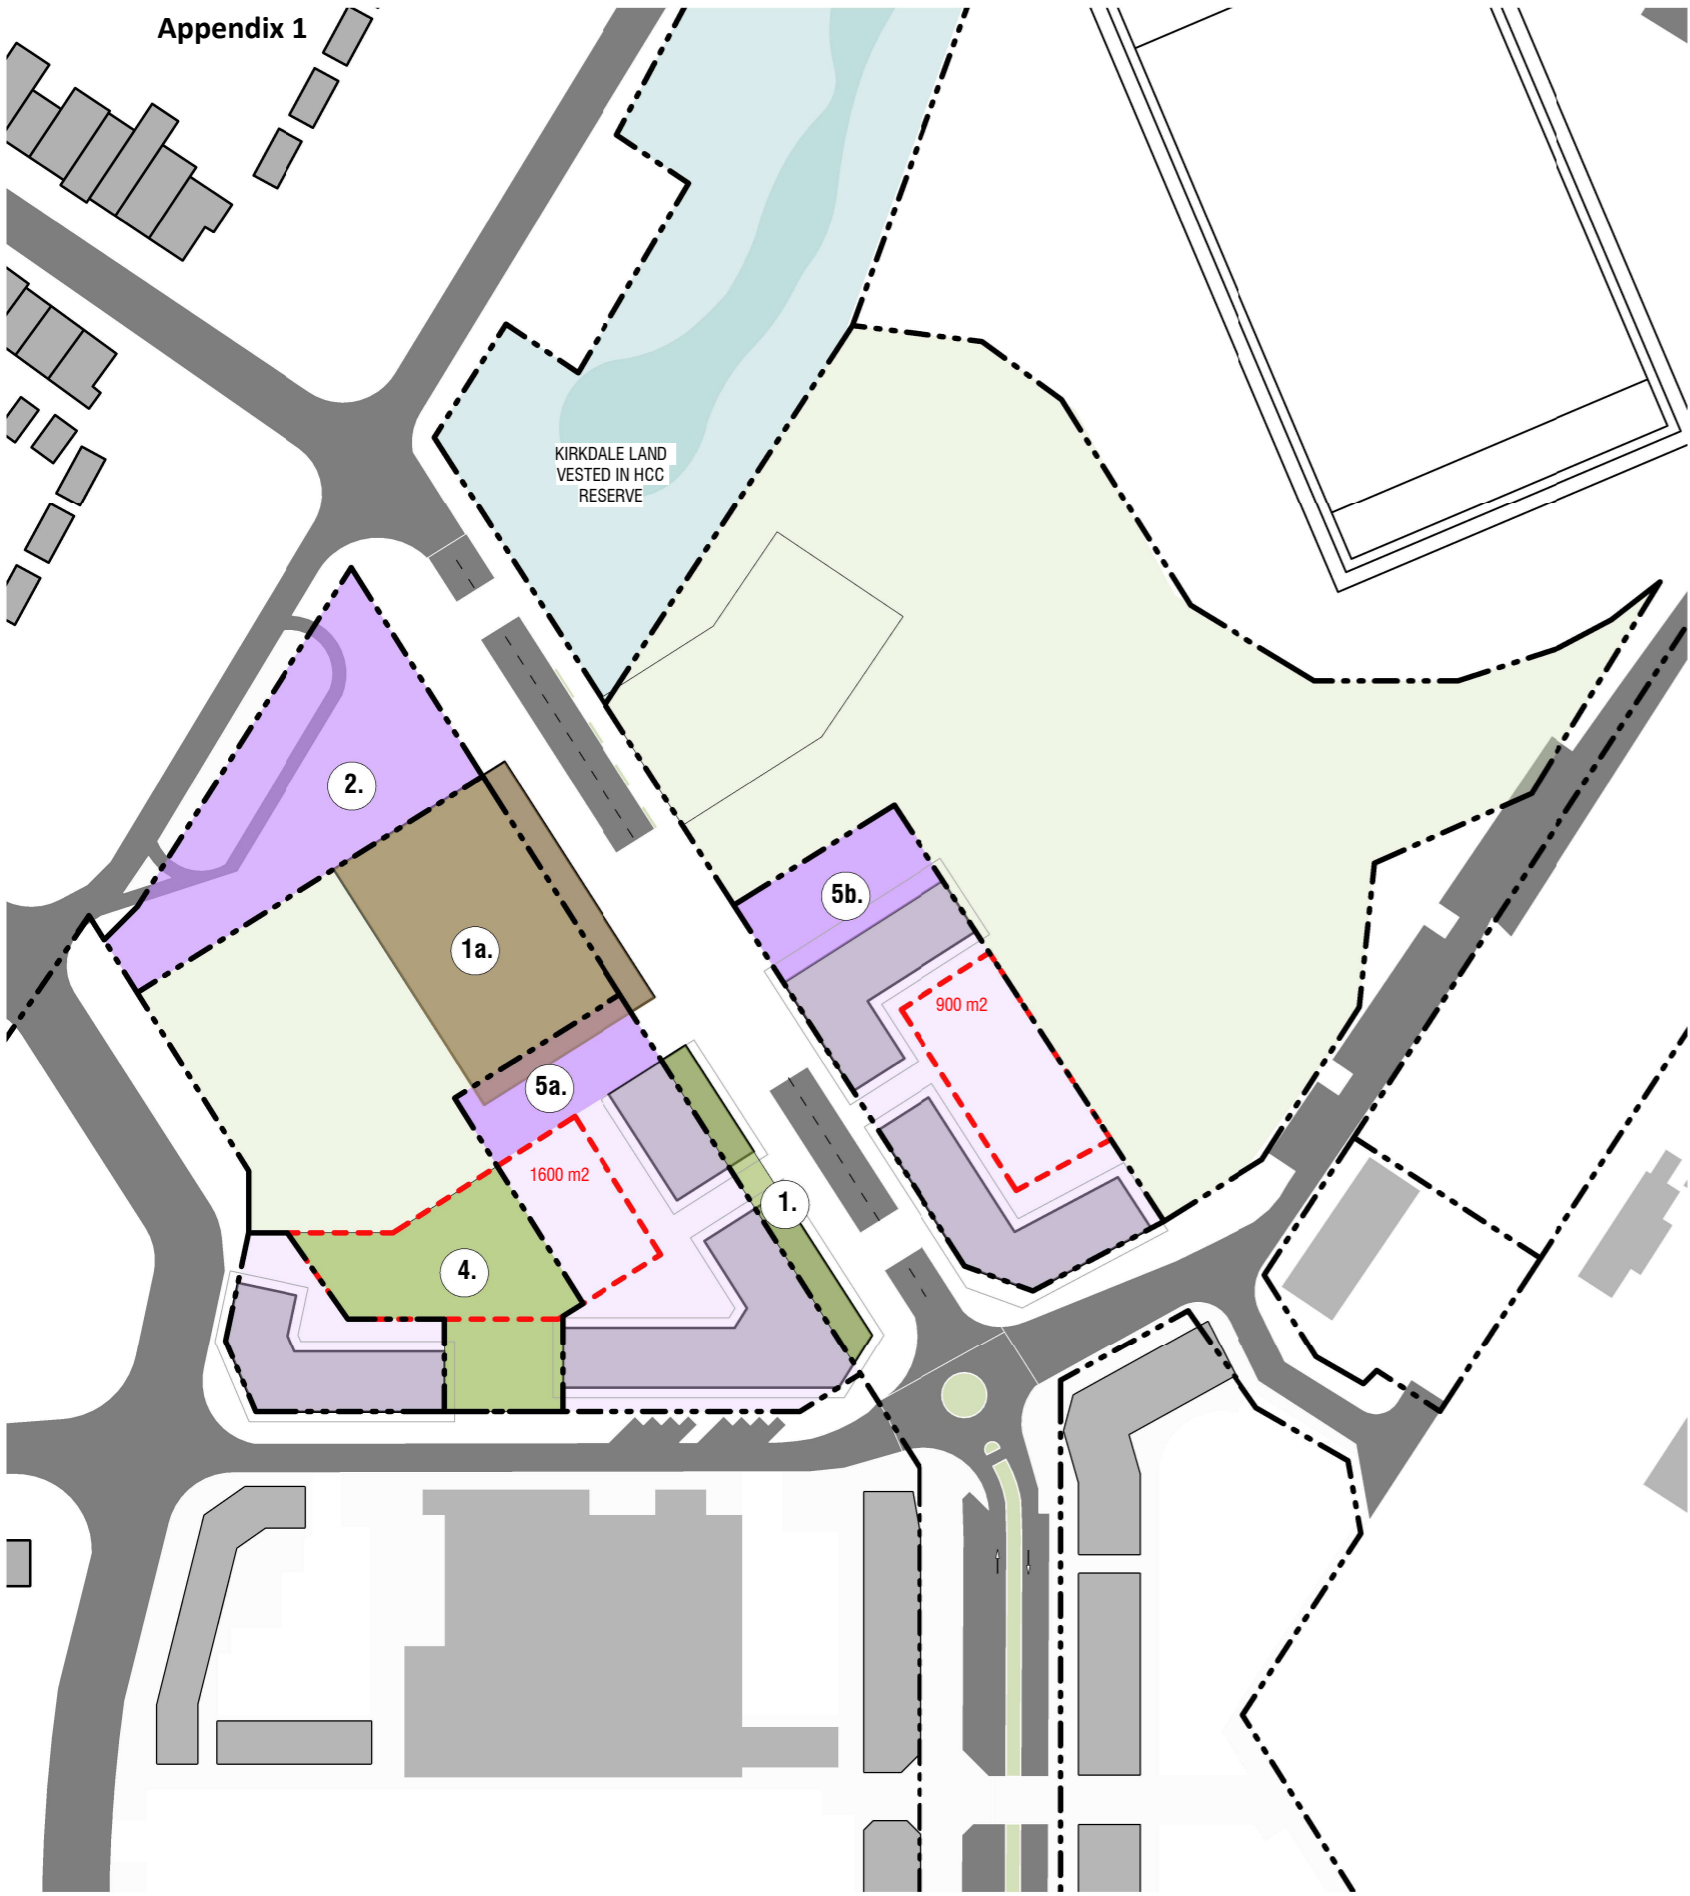 Appendix 1
KIRKDALE LAND
VESTED IN HCC
RESERVE
2.
5b.
1a.
900 m2
5a.
1600 m2
1.
4.